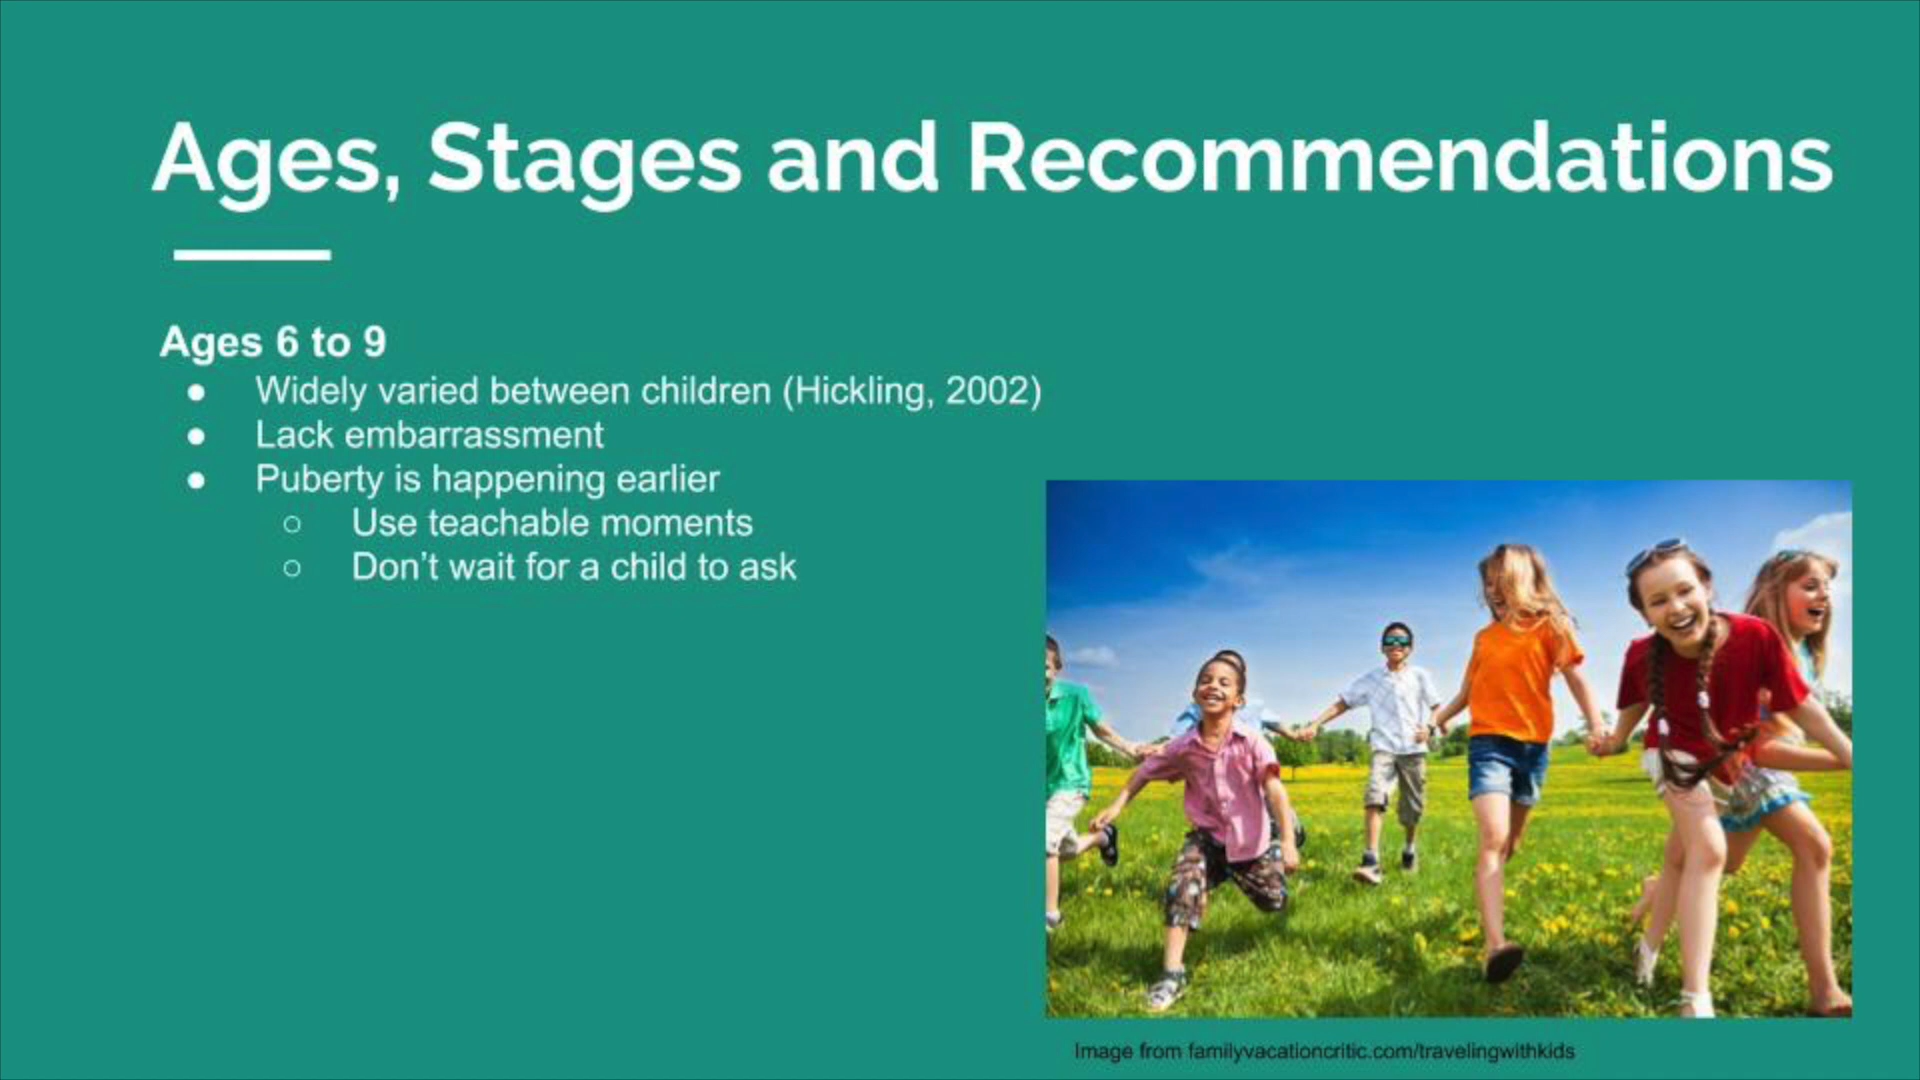 Ages, Stages and Recommendations
Ages 6 to 9
● Widely varied between children (Hickling, 2002)
● Lack embarrassment
● Puberty is happening earlier
○ Use teachable moments
○ Don’t wait for a child to ask
Image from familyvacationcritic.com/travelingwithkids